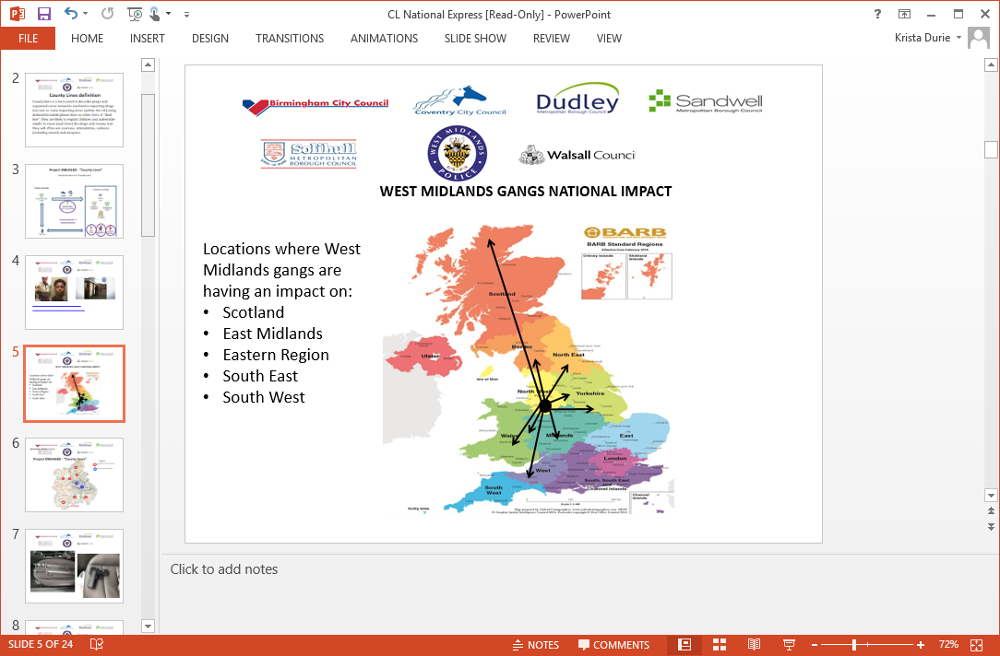 CL National Express [Read-Only] - PowerPoint
FILE HOME INSERT DESIGN TRANSITIONS ANIMATIONS SLIDE SHOW REVIEW VIEW
Krista Durie
2
County Lines definition
3
Project ENGAGED - "County Lines"
4
5
6
Project ENGAGED - "County Lines"
7
8
Birmingham City Council
Coventry City Council
Dudley
Metropolitan Borough Council
Sandwell
Metropolitan Borough Council
Solihull
METROPOLITAN
BOROUGH COUNCIL
WEST MIDLANDS
POLICE
Walsall Council
WEST MIDLANDS GANGS NATIONAL IMPACT
Locations where West
Midlands gangs are
having an impact on:
• Scotland
• East Midlands
• Eastern Region
• South East
• South West
BARB
BARB Standard Regions
Orkney Islands
Shetland Islands
Scotland
Border
North East
Ulster
Isle of Man
North West
Yorkshire
Wales
Midlands
East
London
West
South, South East and
Channel Islands
South
West
Scilly Isles
Channel
Islands
Click to add notes
SLIDE 5 OF 24
NOTES
COMMENTS
72%